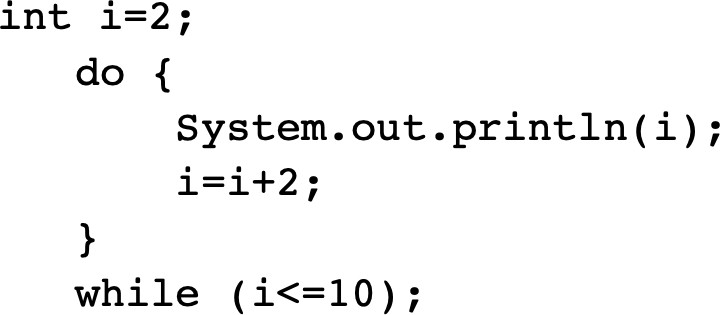 int i=2;
do {
System.out.println(i);
i=i+2;
}
while (i<=10);